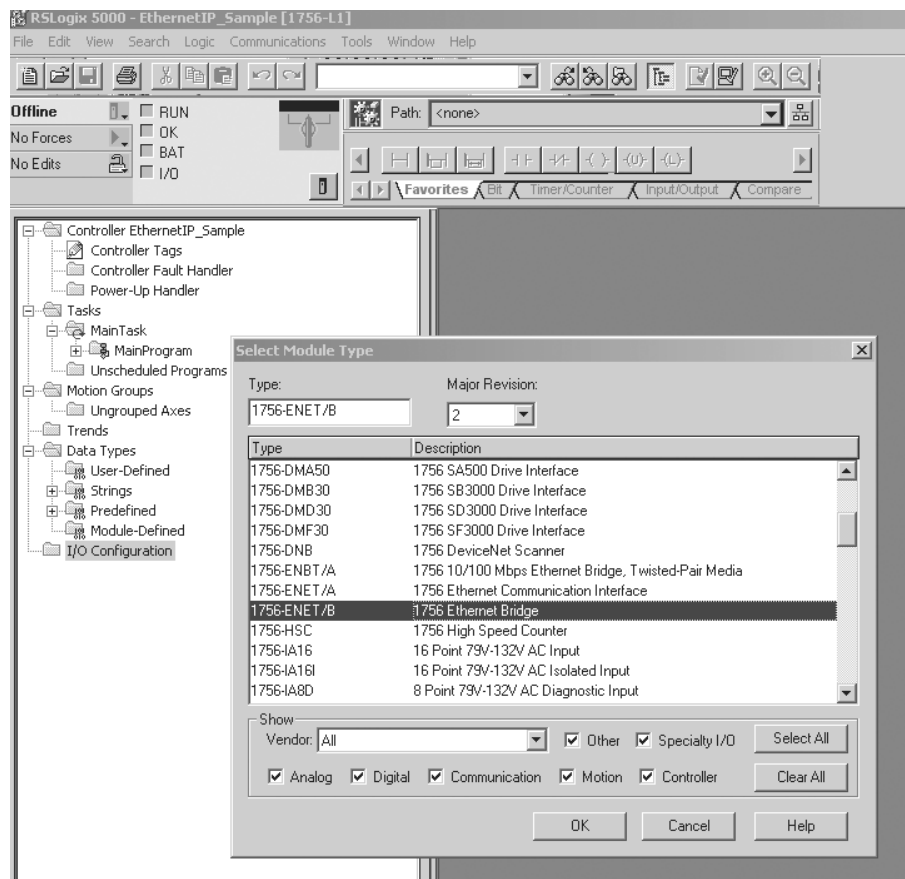 RSLogix 5000 - EthernetIP_Sample [1756-L1]
File Edit View Search Logic Communications Tools Window Help
Offline
RUN
No Forces
OK
No Edits
BAT
I/O
Path: <none>
Favorites Bit Timer/Counter Input/Output Compare
Controller EthernetIP_Sample
Controller Tags
Controller Fault Handler
Power-Up Handler
Tasks
MainTask
MainProgram
Unscheduled Programs
Motion Groups
Ungrouped Axes
Trends
Data Types
User-Defined
Strings
Predefined
Module-Defined
I/O Configuration
Select Module Type
Type: Major Revision:
1756-ENET/B 2
Type Description
1756-DMA50 1756 SA500 Drive Interface
1756-DMB30 1756 SB3000 Drive Interface
1756-DMD30 1756 SD3000 Drive Interface
1756-DMF30 1756 SF3000 Drive Interface
1756-DNB 1756 DeviceNet Scanner
1756-ENBT/A 1756 10/100 Mbps Ethernet Bridge, Twisted-Pair Media
1756-ENET/A 1756 Ethernet Communication Interface
1756-ENET/B 1756 Ethernet Bridge
1756-HSC 1756 High Speed Counter
1756-IA16 16 Point 79V-132V AC Input
1756-IA16I 16 Point 79V-132V AC Isolated Input
1756-IA8D 8 Point 79V-132V AC Diagnostic Input
Show
Vendor: All Other Specialty I/O Select All
Analog Digital Communication Motion Controller Clear All
OK Cancel Help